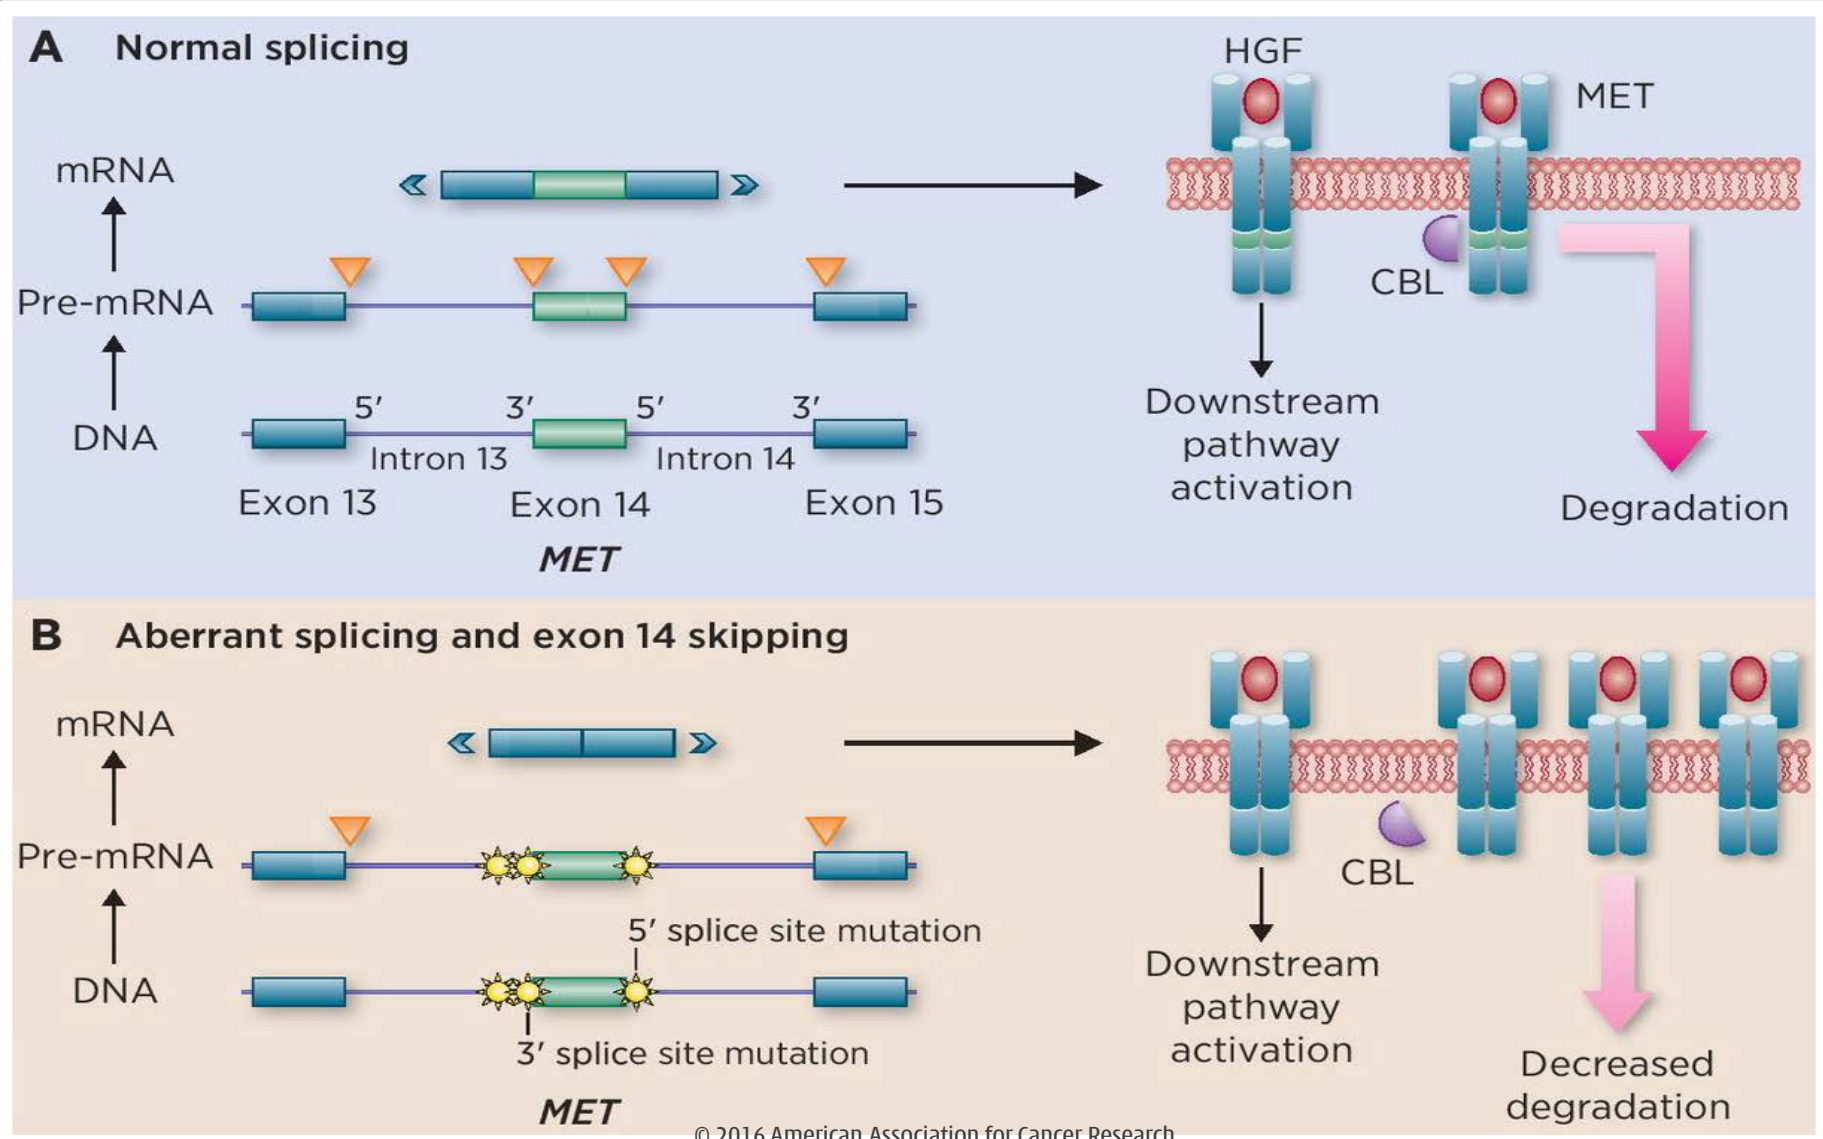 A Normal splicing
HGF
MET
mRNA
CBL
Pre-mRNA
Downstream
pathway
activation
5′ 3′ 5′ 3′
DNA
Intron 13 Intron 14
Exon 13 Exon 14 Exon 15
Degradation
MET
B Aberrant splicing and exon 14 skipping
mRNA
Pre-mRNA
CBL
5′ splice site mutation
Downstream
pathway
activation
DNA
3′ splice site mutation
Decreased
degradation
MET
© 2016 American Association for Cancer Research